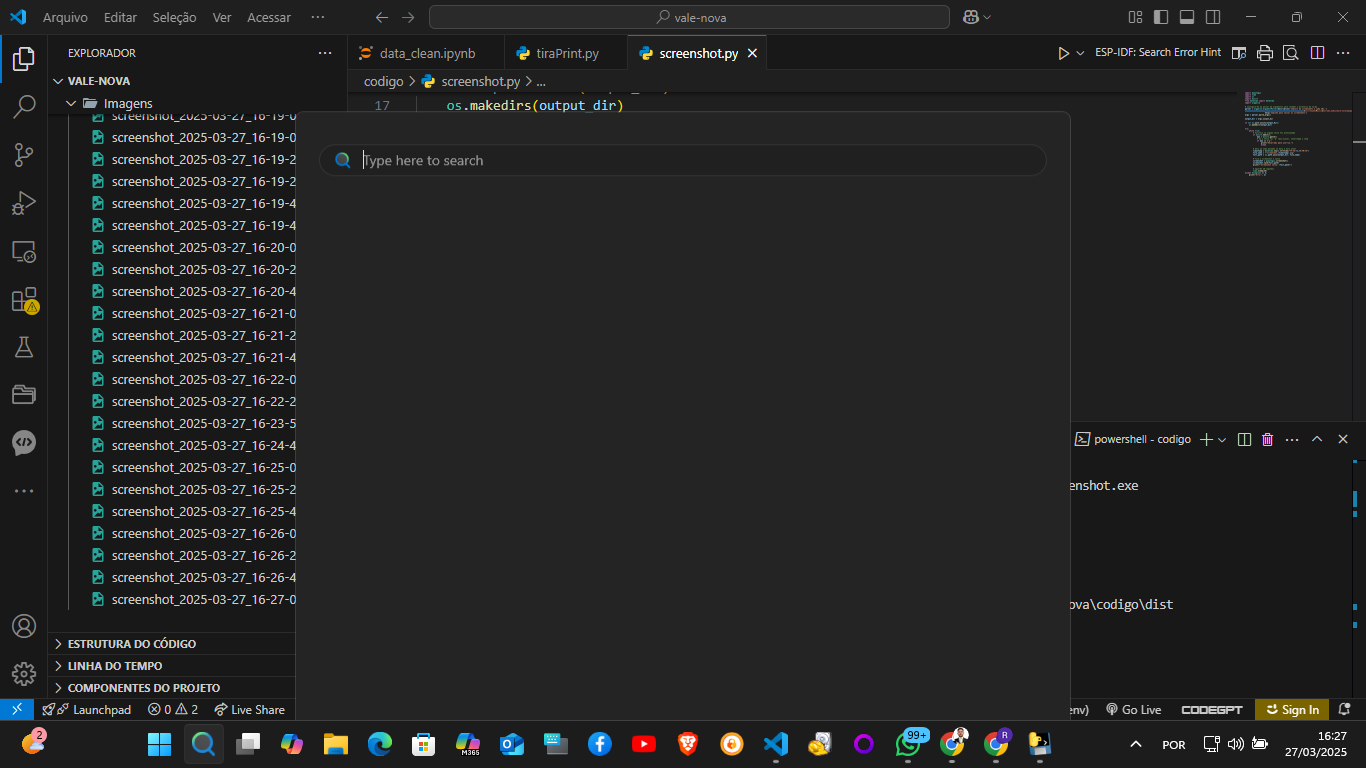 Arquivo Editar Seleção Ver Acessar ...
vale-nova
EXPLORADOR
data_clean.ipynb
tiraPrint.py
screenshot.py
ESP-IDF: Search Error Hint
VALE-NOVA
codigo > screenshot.py > ...
Imagens
17 os.makedirs(output_dir)
screenshot_2025-03-27_16-19-0
screenshot_2025-03-27_16-19-0
screenshot_2025-03-27_16-19-2
screenshot_2025-03-27_16-19-2
screenshot_2025-03-27_16-19-4
screenshot_2025-03-27_16-19-4
screenshot_2025-03-27_16-20-0
screenshot_2025-03-27_16-20-2
screenshot_2025-03-27_16-20-4
screenshot_2025-03-27_16-21-0
screenshot_2025-03-27_16-21-2
screenshot_2025-03-27_16-21-4
screenshot_2025-03-27_16-22-0
screenshot_2025-03-27_16-22-2
screenshot_2025-03-27_16-23-5
screenshot_2025-03-27_16-24-4
screenshot_2025-03-27_16-25-0
screenshot_2025-03-27_16-25-2
screenshot_2025-03-27_16-25-4
screenshot_2025-03-27_16-26-0
screenshot_2025-03-27_16-26-2
screenshot_2025-03-27_16-26-4
screenshot_2025-03-27_16-27-0
Type here to search
powershell - codigo
enshot.exe
ova\codigo\dist
ESTRUTURA DO CÓDIGO
LINHA DO TEMPO
COMPONENTES DO PROJETO
Launchpad
0
2
Live Share
env)
Go Live
CODEGPT
Sign In
2
M365
99+
R
POR
16:27
27/03/2025